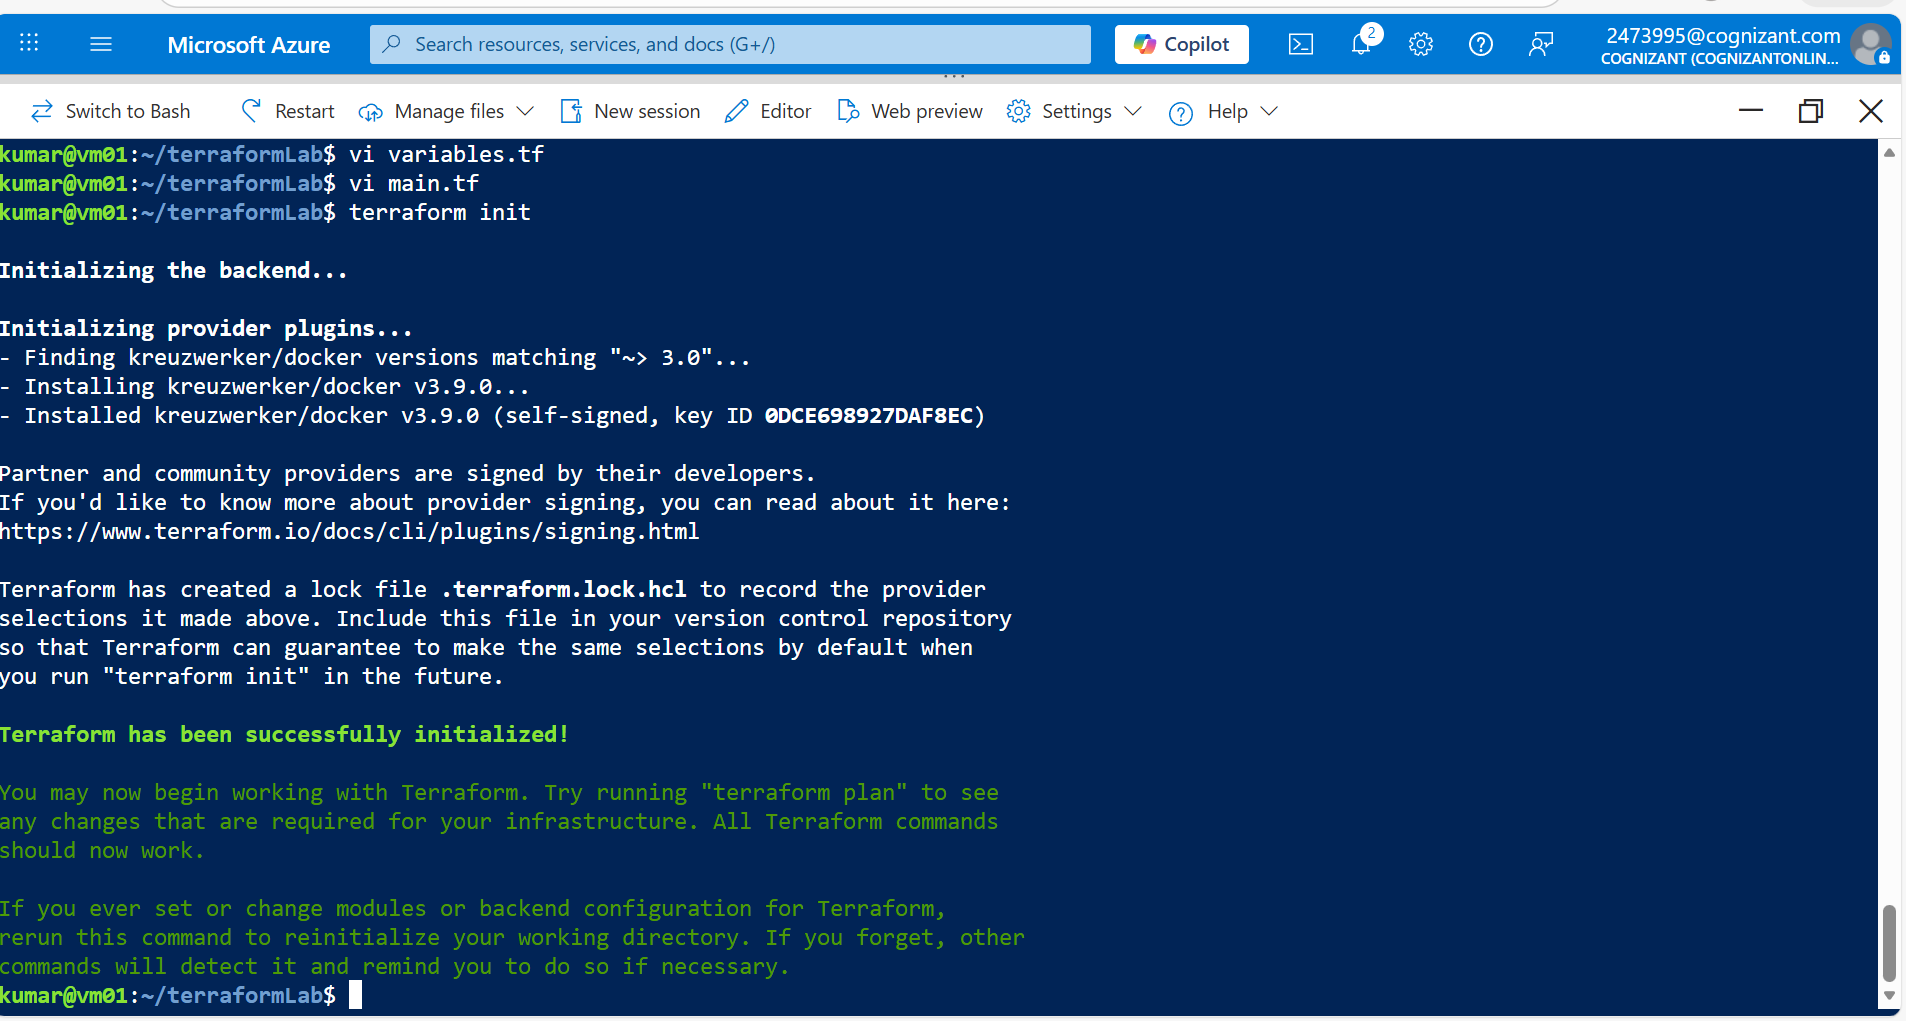 Microsoft Azure
Search resources, services, and docs (G+/)
Copilot
2
2473995@cognizant.com
COGNIZANT (COGNIZANTONLIN...
Switch to Bash
Restart
Manage files
New session
Editor
Web preview
Settings
Help
kumar@vm01:~/terraformLab$ vi variables.tf
kumar@vm01:~/terraformLab$ vi main.tf
kumar@vm01:~/terraformLab$ terraform init
Initializing the backend...
Initializing provider plugins...
- Finding kreuzwerker/docker versions matching "~> 3.0"...
- Installing kreuzwerker/docker v3.9.0...
- Installed kreuzwerker/docker v3.9.0 (self-signed, key ID 0DCE698927DAF8EC)
Partner and community providers are signed by their developers.
If you'd like to know more about provider signing, you can read about it here:
https://www.terraform.io/docs/cli/plugins/signing.html
Terraform has created a lock file .terraform.lock.hcl to record the provider
selections it made above. Include this file in your version control repository
so that Terraform can guarantee to make the same selections by default when
you run "terraform init" in the future.
Terraform has been successfully initialized!
You may now begin working with Terraform. Try running "terraform plan" to see
any changes that are required for your infrastructure. All Terraform commands
should now work.
If you ever set or change modules or backend configuration for Terraform,
rerun this command to reinitialize your working directory. If you forget, other
commands will detect it and remind you to do so if necessary.
kumar@vm01:~/terraformLab$